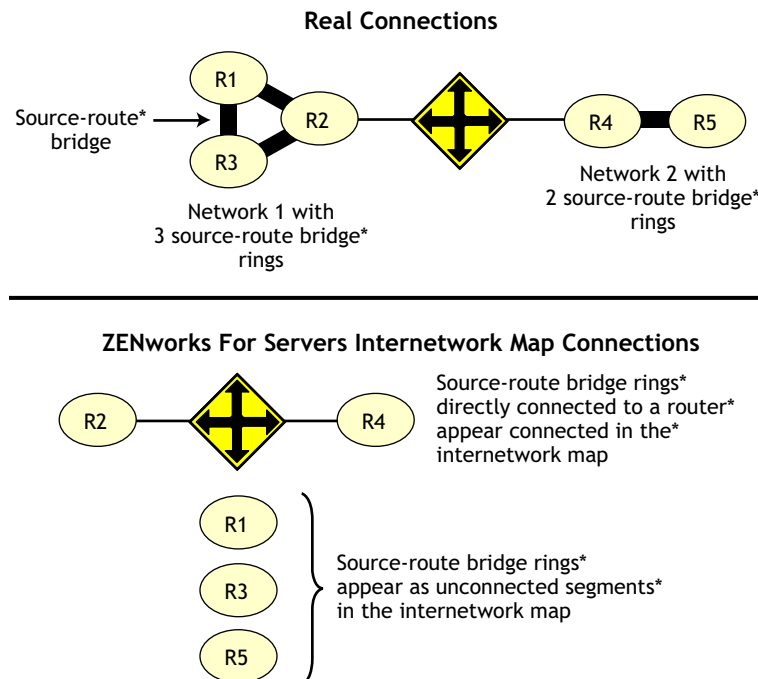 Real Connections
R1
Source-route*
bridge
R2
R3
R4
R5
Network 1 with
3 source-route bridge*
rings
Network 2 with
2 source-route bridge*
rings
ZENworks For Servers Internetwork Map Connections
R2
R4
Source-route bridge rings*
directly connected to a router*
appear connected in the*
internetwork map
R1
R3
R5
Source-route bridge rings*
appear as unconnected segments*
in the internetwork map